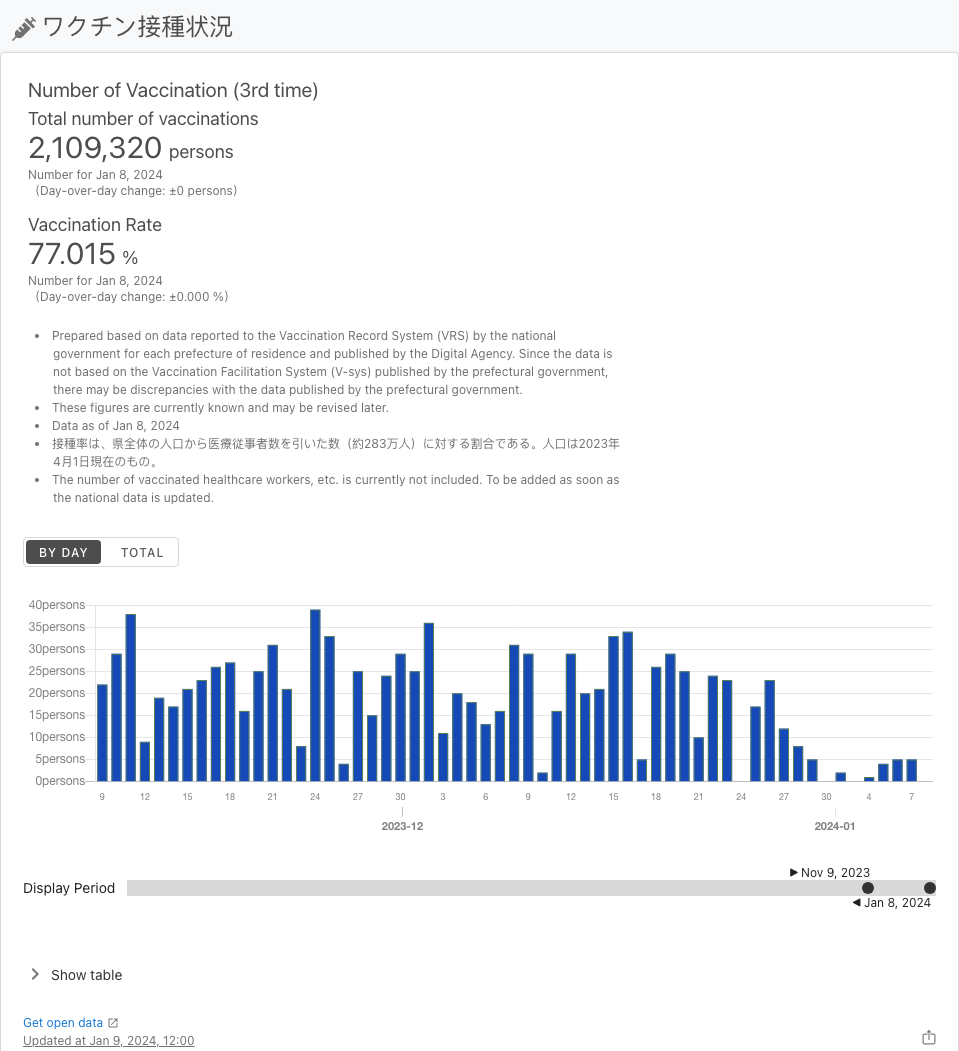 ワクチン接種状況
Number of Vaccination (3rd time)
Total number of vaccinations
2,109,320 persons
Number for Jan 8, 2024
（Day-over-day change: ±0 persons）
Vaccination Rate
77.015 %
Number for Jan 8, 2024
（Day-over-day change: ±0.000 %）
• Prepared based on data reported to the Vaccination Record System (VRS) by the national
government for each prefecture of residence and published by the Digital Agency. Since the data is
not based on the Vaccination Facilitation System (V-sys) published by the prefectural government,
there may be discrepancies with the data published by the prefectural government.
• These figures are currently known and may be revised later.
• Data as of Jan 8, 2024
• 接種率は、県全体の人口から医療従事者数を引いた数（約283万人）に対する割合である。人口は2023年
4月1日現在のもの。
• The number of vaccinated healthcare workers, etc. is currently not included. To be added as soon as
the national data is updated.
BY DAY TOTAL
40persons
35persons
30persons
25persons
20persons
15persons
10persons
5persons
0persons
9 12 15 18 21 24 27 30 3 6 9 12 15 18 21 24 27 30 4 7
2023-12 2024-01
Nov 9, 2023
Display Period
Jan 8, 2024
Show table
Get open data
Updated at Jan 9, 2024, 12:00